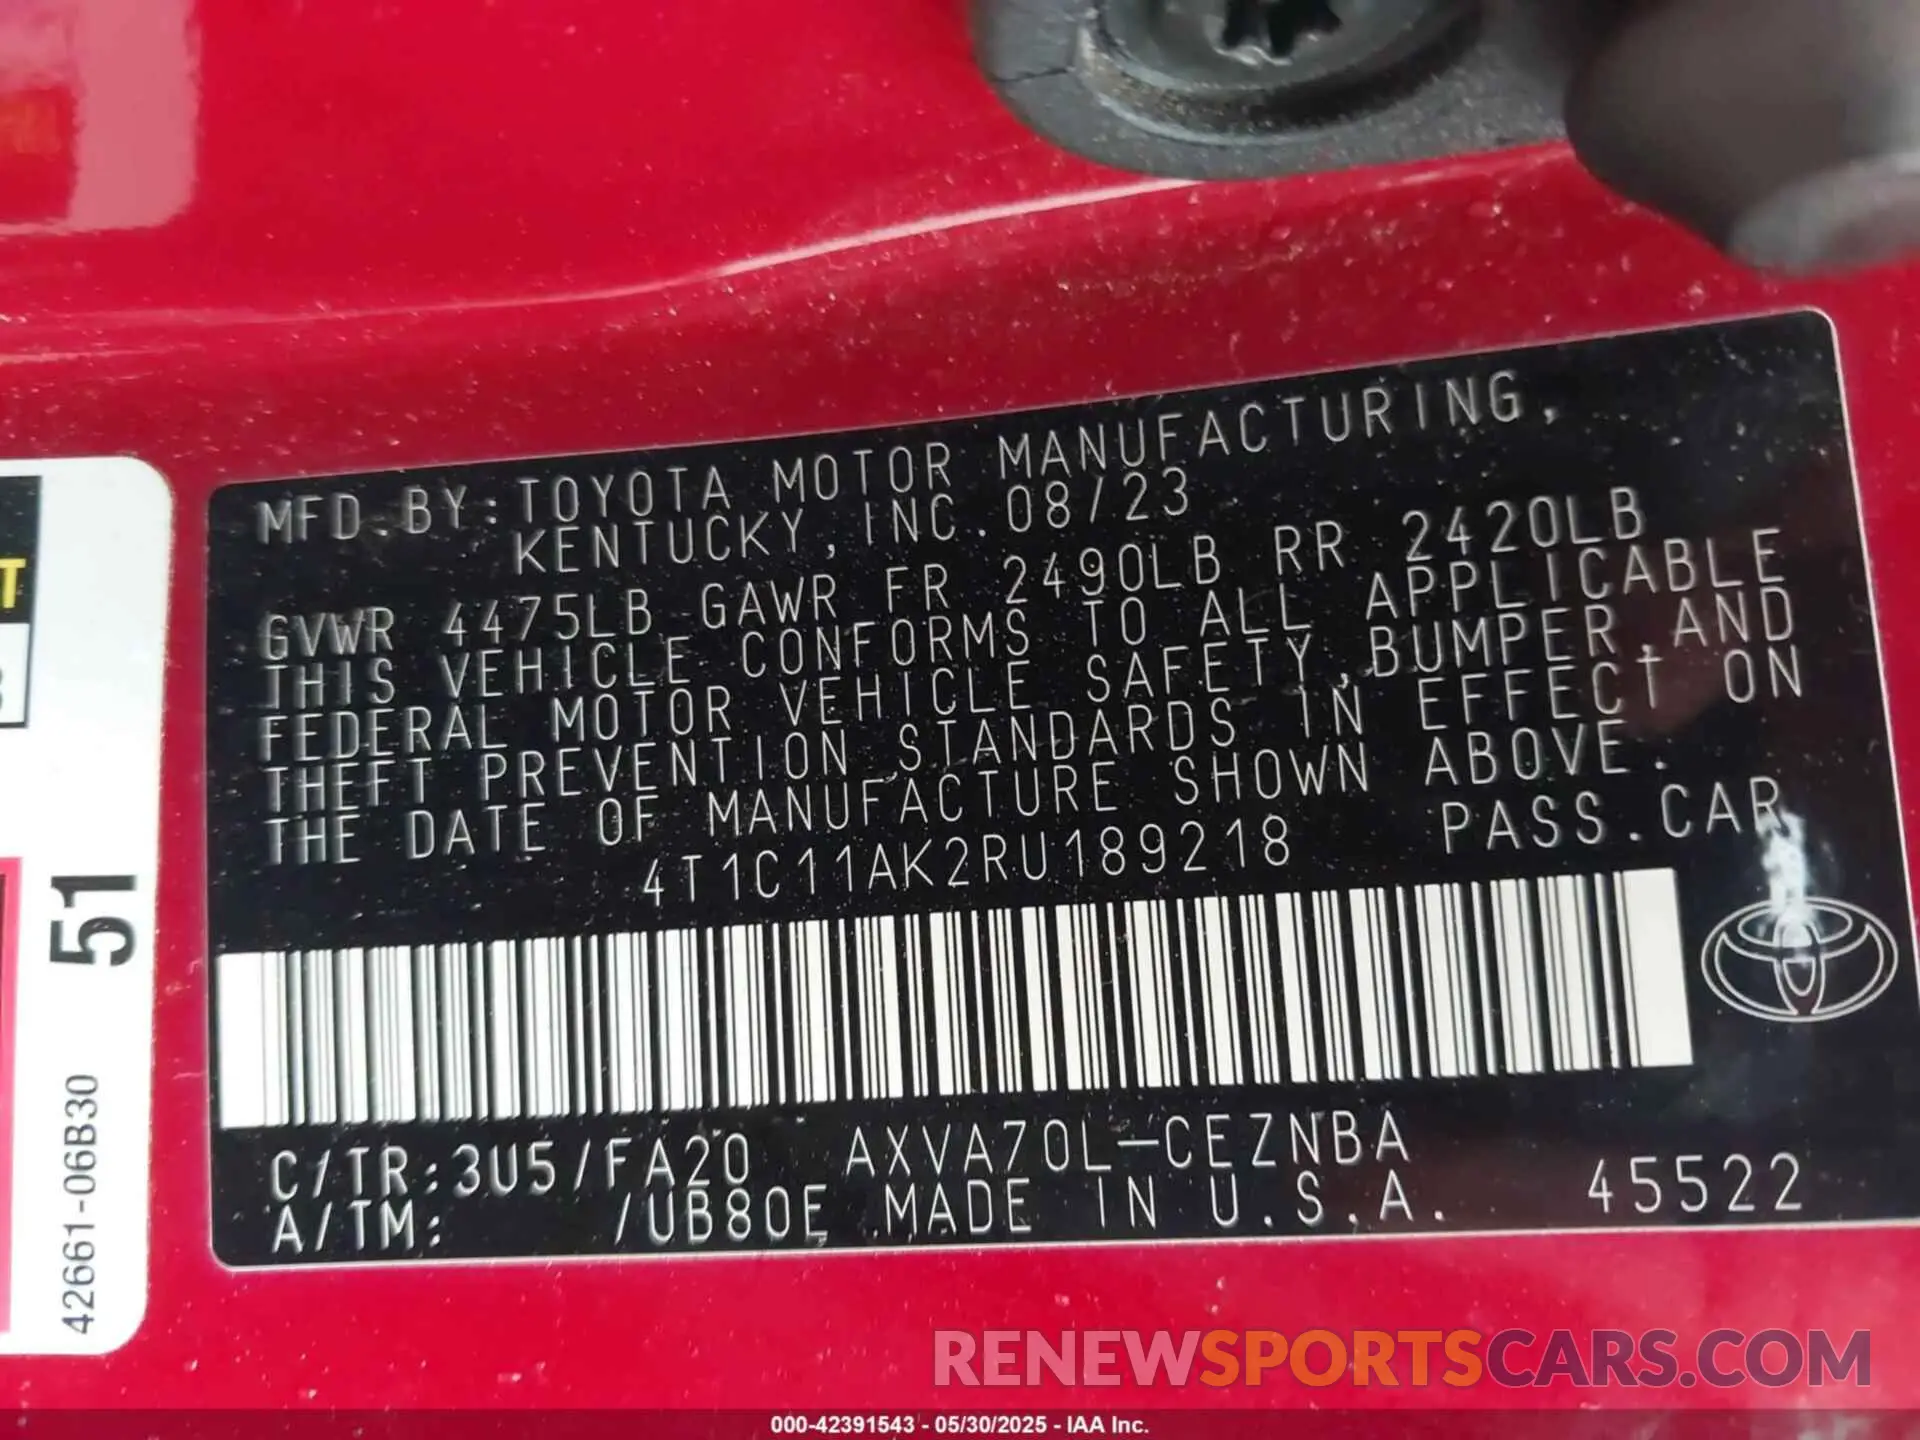 MFD.BY:TOYOTA MOTOR MANUFACTURING,
KENTUCKY,INC.08/23
GVWR 4475LB GAWR FR 2490LB RR 2420LB
THIS VEHICLE CONFORMS TO ALL APPLICABLE
FEDERAL MOTOR VEHICLE SAFETY,BUMPER,AND
THEFT PREVENTION STANDARDS IN EFFECT ON
THE DATE OF MANUFACTURE SHOWN ABOVE.
4T1C11AK2RU189218 PASS.CAR
C/TR:3U5/FA20 AXVA70L-CEZNBA
A/TM: /UB80E MADE IN U.S.A. 45522
51
42661-06B30
RENEWSPORTSCARS.COM
000-42391543 - 05/30/2025 - IAA Inc.